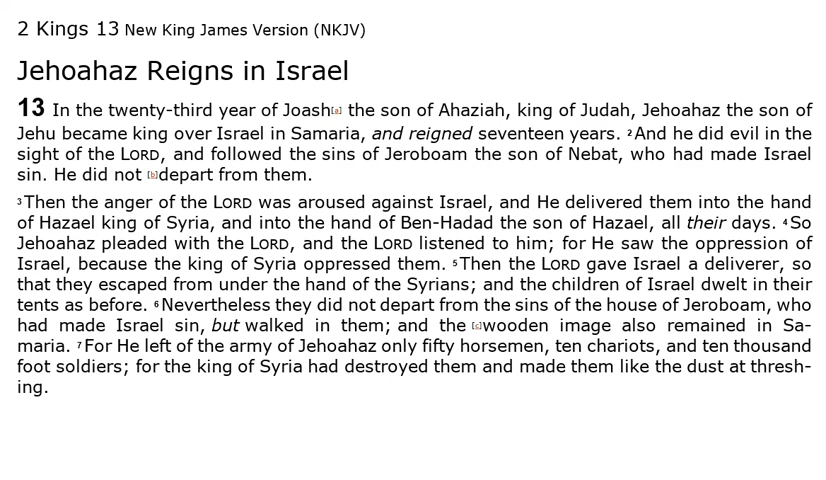 2 Kings 13 New King James Version (NKJV)
Jehoahaz Reigns in Israel
13 In the twenty-third year of Joash[a] the son of Ahaziah, king of Judah, Jehoahaz the son of
Jehu became king over Israel in Samaria, and reigned seventeen years. 2 And he did evil in the
sight of the LORD, and followed the sins of Jeroboam the son of Nebat, who had made Israel
sin. He did not [b]depart from them.
3 Then the anger of the LORD was aroused against Israel, and He delivered them into the hand
of Hazael king of Syria, and into the hand of Ben-Hadad the son of Hazael, all their days. 4 So
Jehoahaz pleaded with the LORD, and the LORD listened to him; for He saw the oppression of
Israel, because the king of Syria oppressed them. 5 Then the LORD gave Israel a deliverer, so
that they escaped from under the hand of the Syrians; and the children of Israel dwelt in their
tents as before. 6 Nevertheless they did not depart from the sins of the house of Jeroboam, who
had made Israel sin, but walked in them; and the [c]wooden image also remained in Sa-
maria. 7 For He left of the army of Jehoahaz only fifty horsemen, ten chariots, and ten thousand
foot soldiers; for the king of Syria had destroyed them and made them like the dust at thresh-
ing.